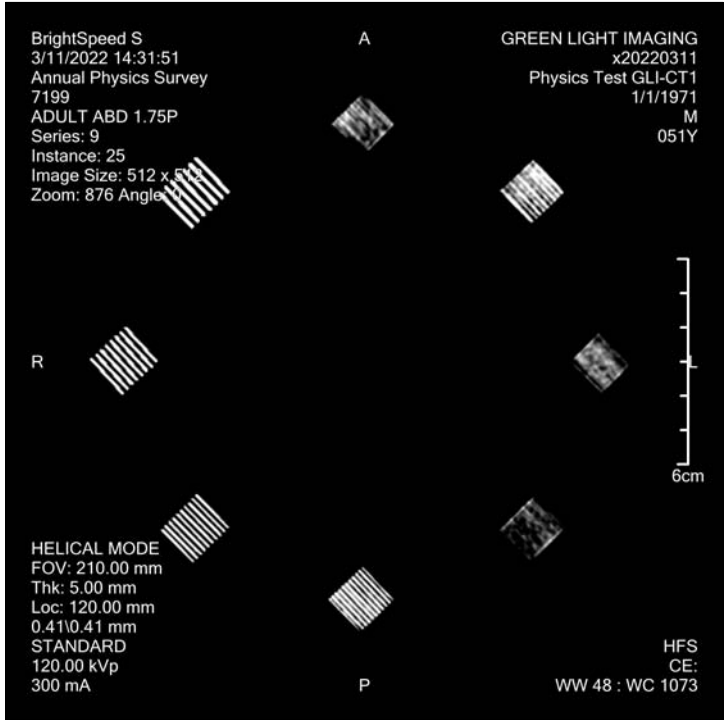 BrightSpeed S
3/11/2022 14:31:51
Annual Physics Survey
7199
ADULT ABD 1.75P
Series: 9
Instance: 25
Image Size: 512 x 512
Zoom: 876 Angle: 0
A
GREEN LIGHT IMAGING
x20220311
Physics Test GLI-CT1
1/1/1971
M
051Y
R
L
6cm
HELICAL MODE
FOV: 210.00 mm
Thk: 5.00 mm
Loc: 120.00 mm
0.41\0.41 mm
STANDARD
120.00 kVp
300 mA
P
HFS
CE:
WW 48 : WC 1073